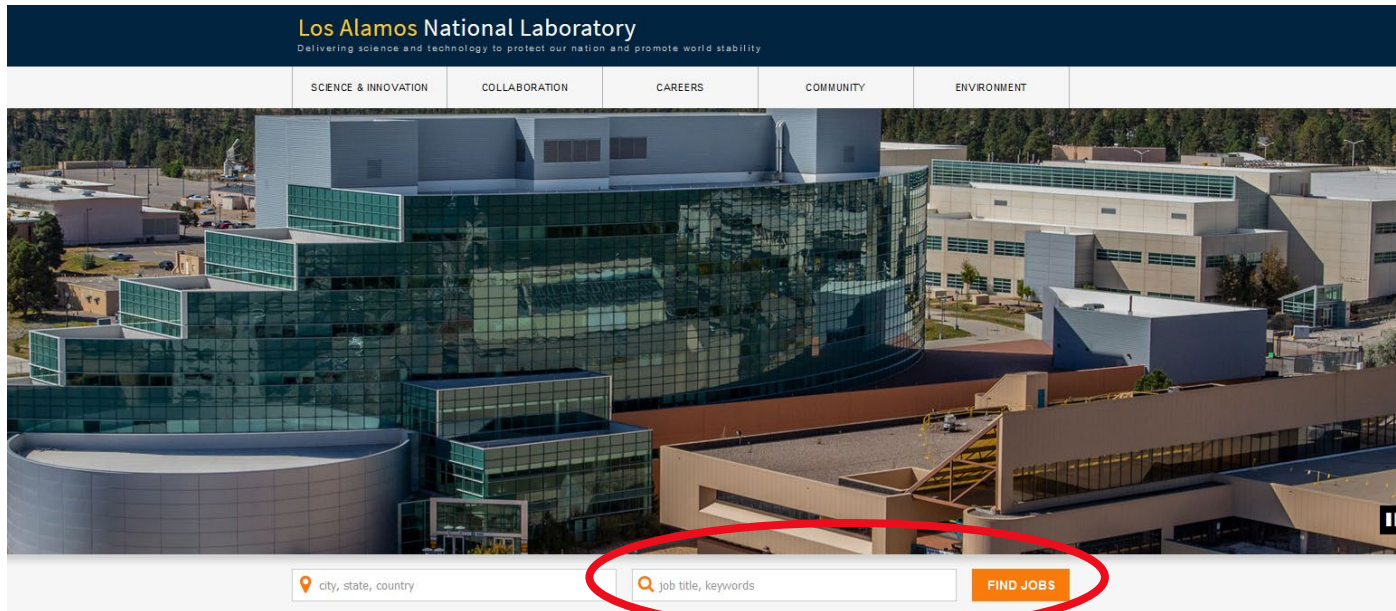 Los Alamos National Laboratory
Delivering science and technology to protect our nation and promote world stability
SCIENCE & INNOVATION COLLABORATION CAREERS COMMUNITY ENVIRONMENT
city, state, country job title, keywords FIND JOBS